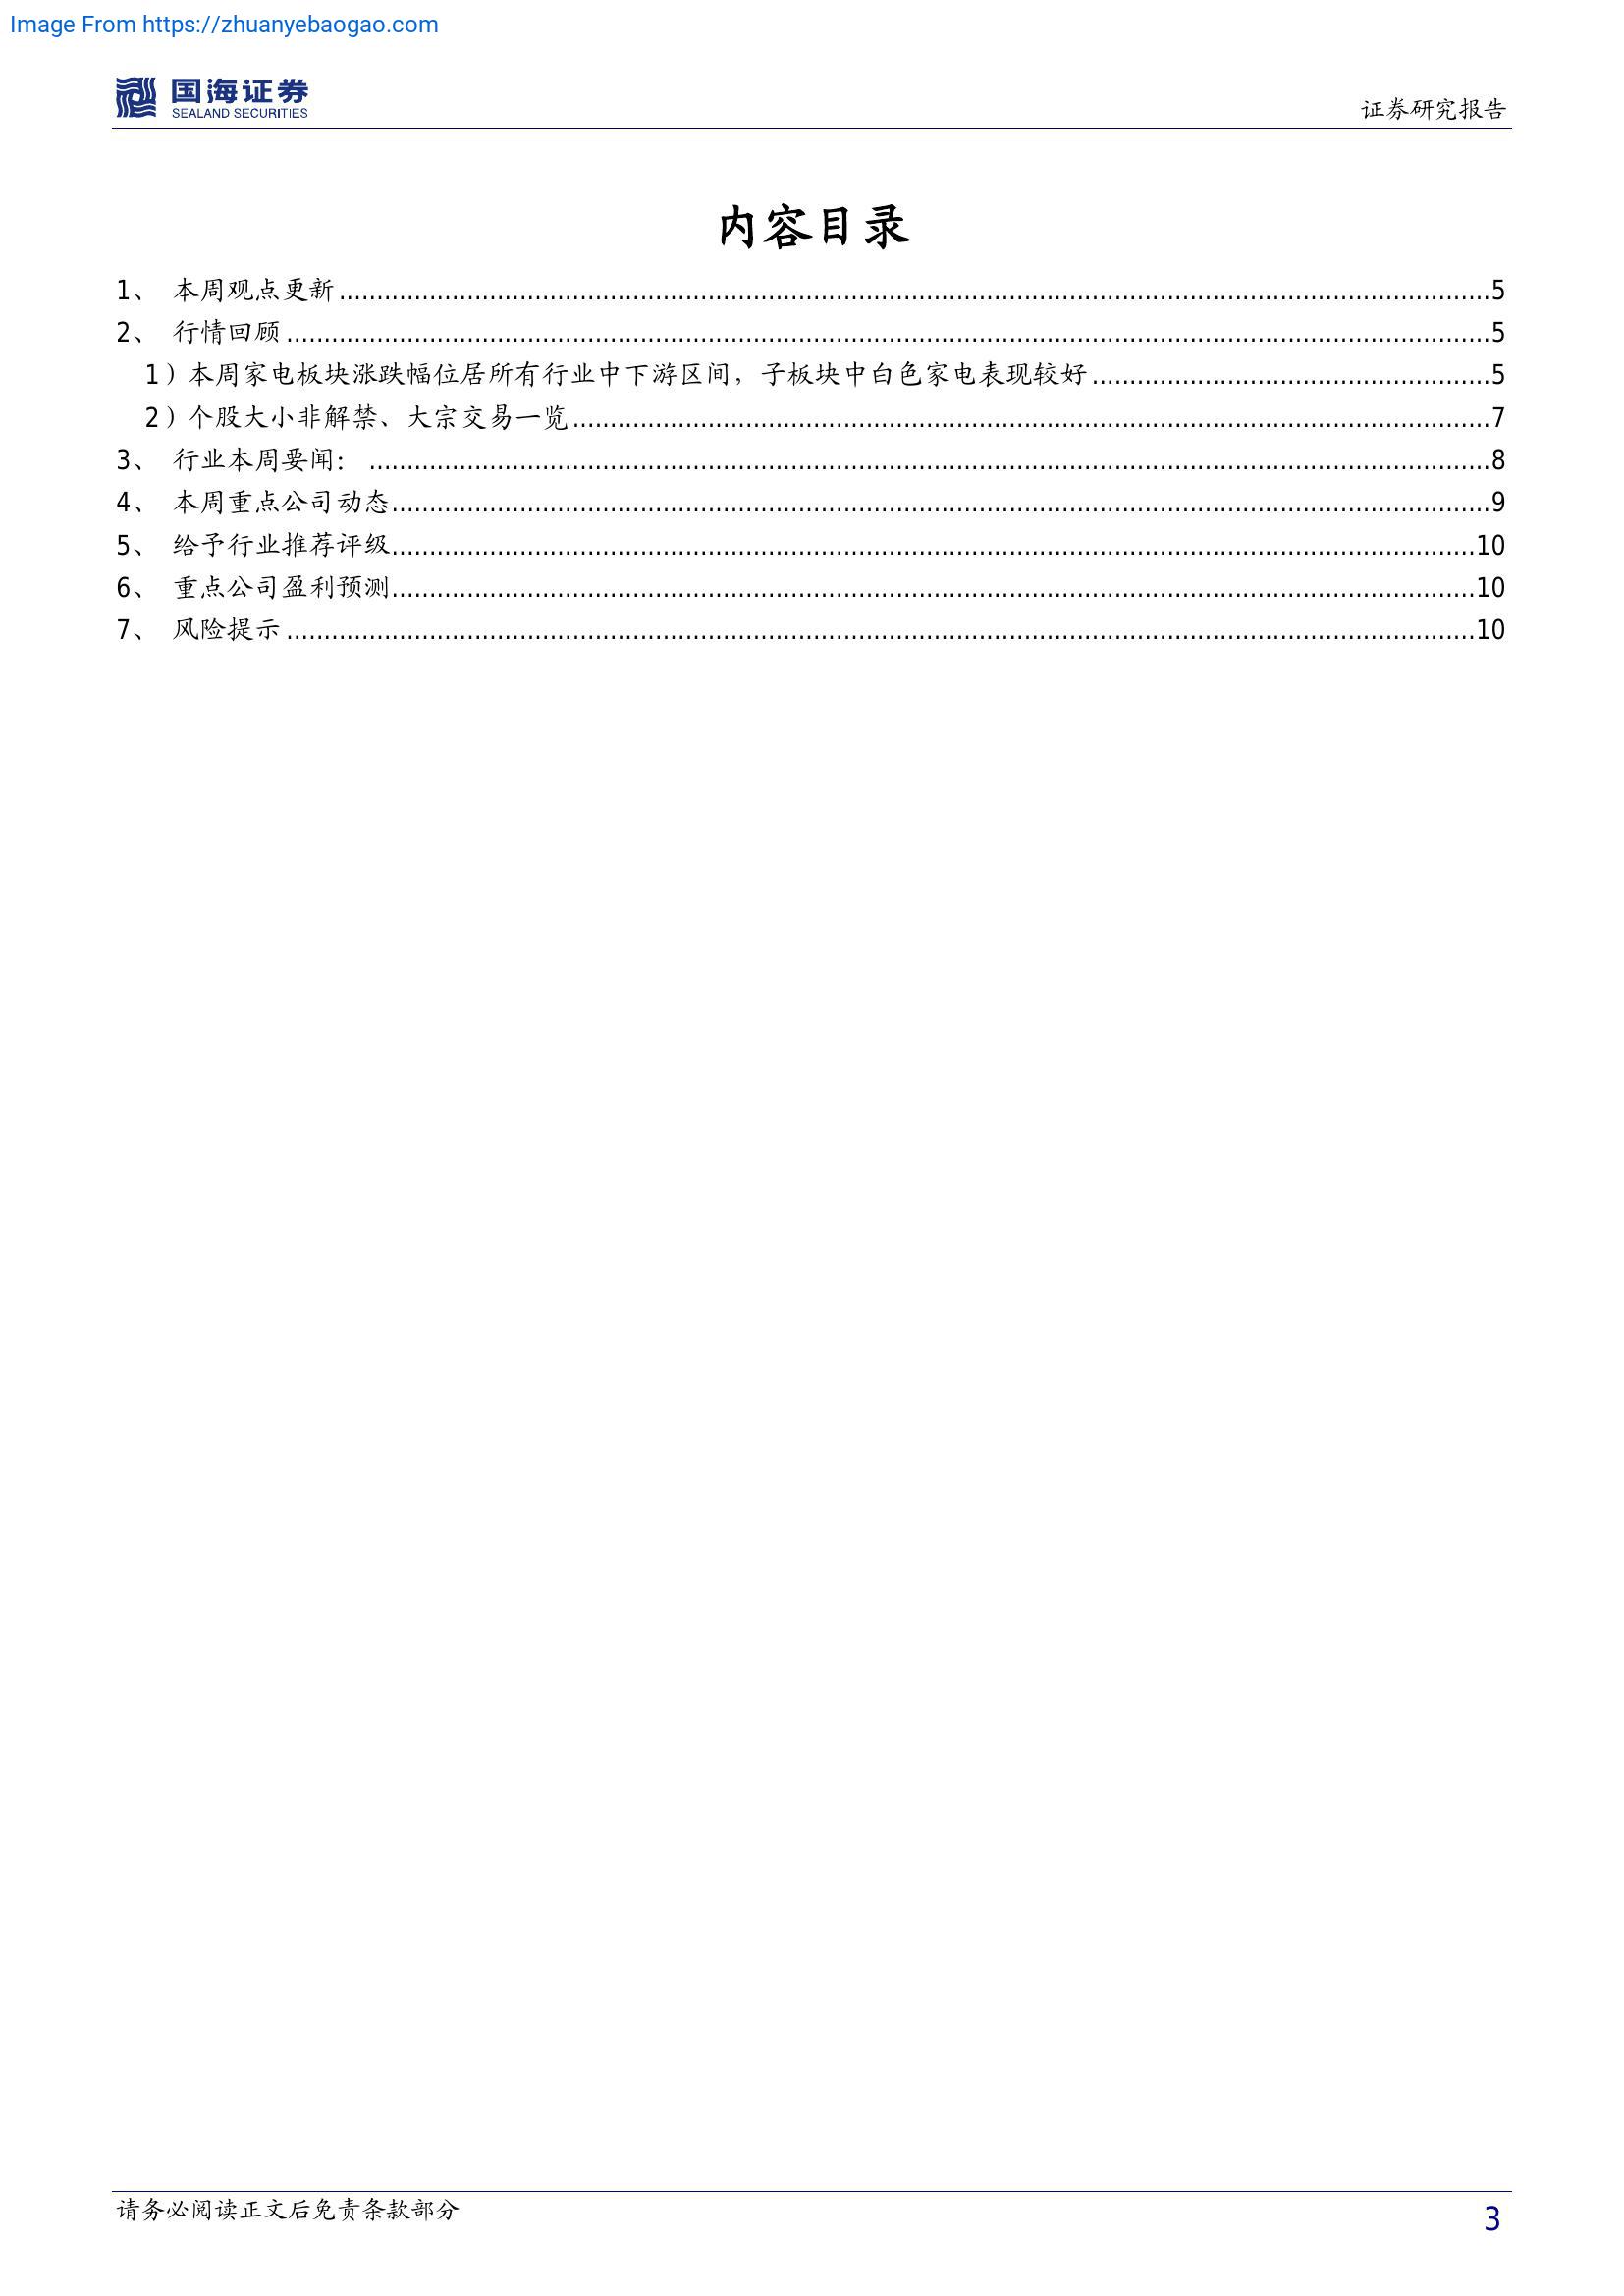 Image From https://zhuanyebaogao.com
国海证券
SEALAND SECURITIES
证券研究报告
内容目录
1、 本周观点更新........................5
2、 行情回顾........................5
1）本周家电板块涨跌幅位居所有行业中下游区间，子板块中白色家电表现较好........................5
2）个股大小非解禁、大宗交易一览........................7
3、 行业本周要闻：........................8
4、 本周重点公司动态........................9
5、 给予行业推荐评级........................10
6、 重点公司盈利预测........................10
7、 风险提示........................10
请务必阅读正文后免责条款部分
3